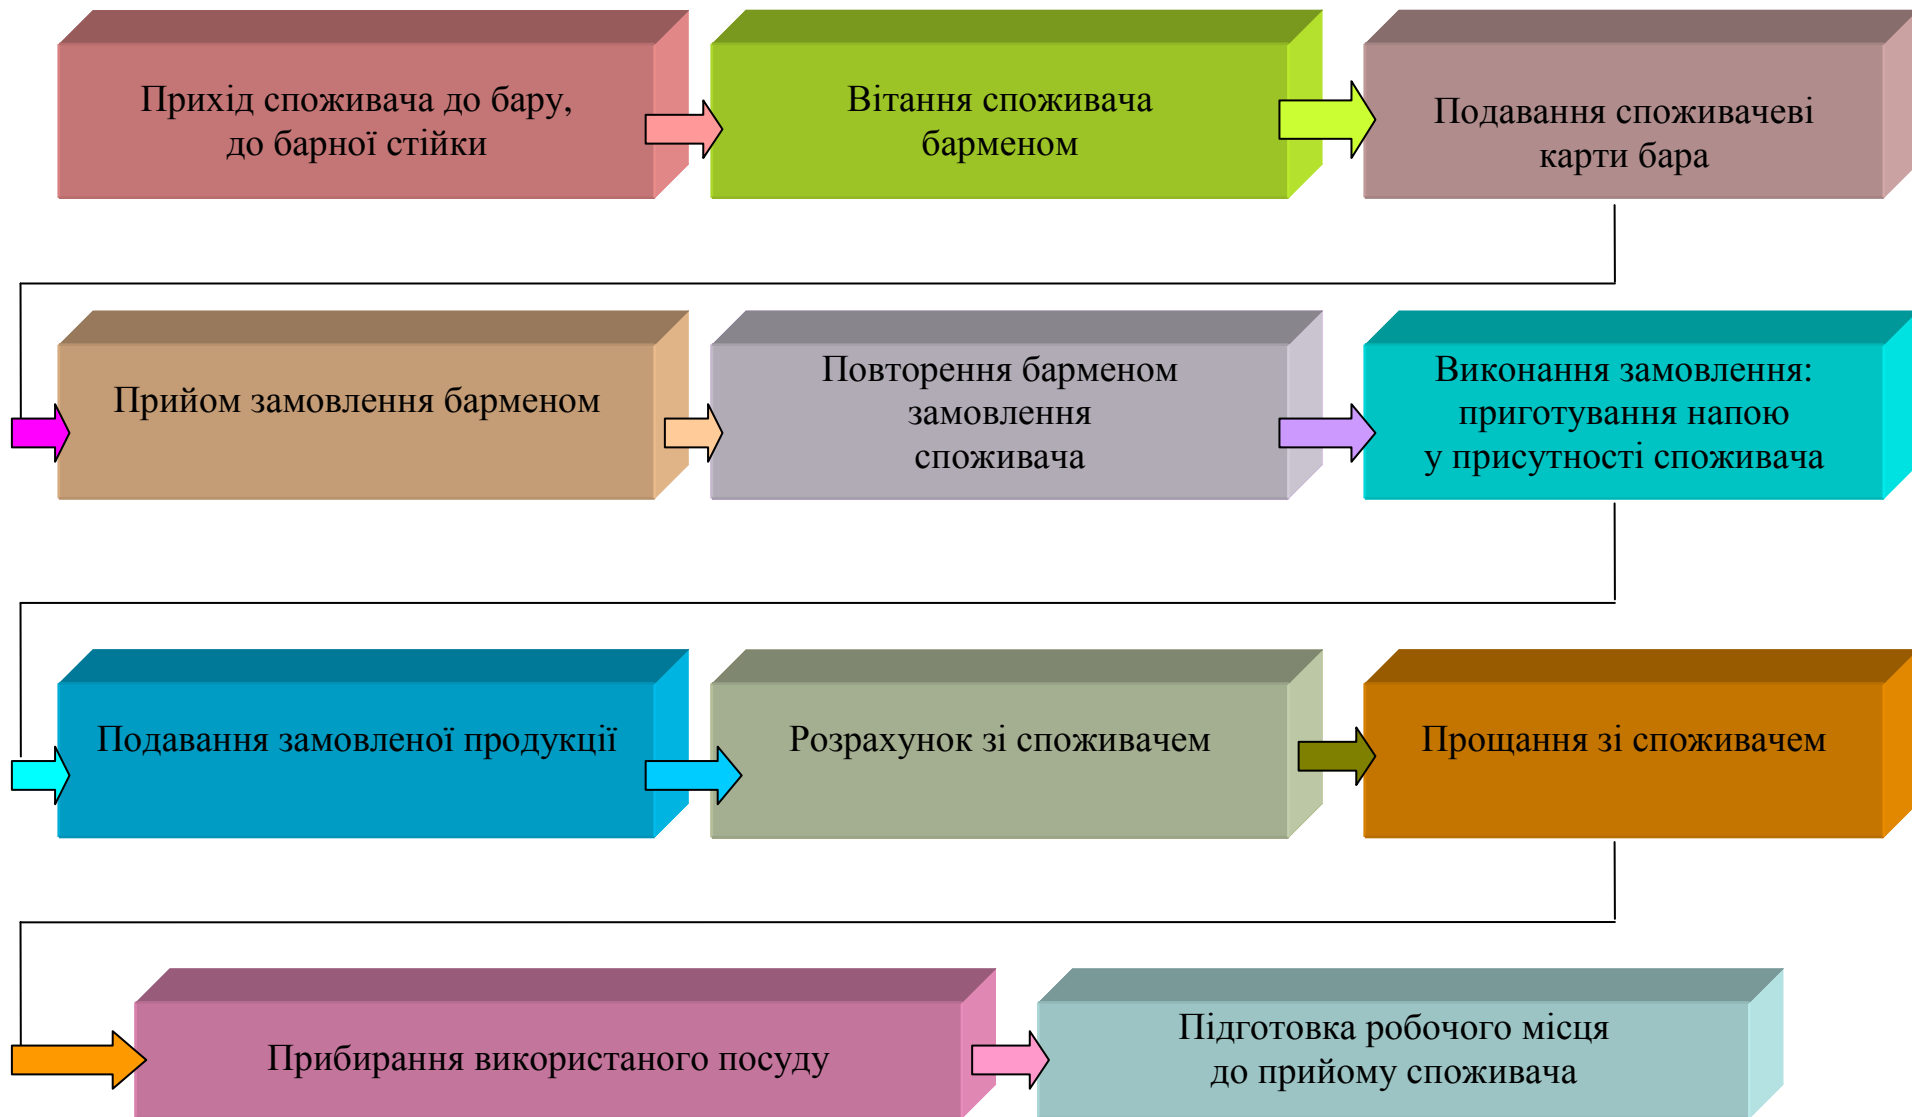 Прихід споживача до бару,
до барної стійки
Вітання споживача
барменом
Подавання споживачеві
карти бара
Прийом замовлення барменом
Повторення барменом
замовлення
споживача
Виконання замовлення:
приготування напою
у присутності споживача
Подавання замовленої продукції
Розрахунок зі споживачем
Прощання зі споживачем
Прибирання використаного посуду
Підготовка робочого місця
до прийому споживача